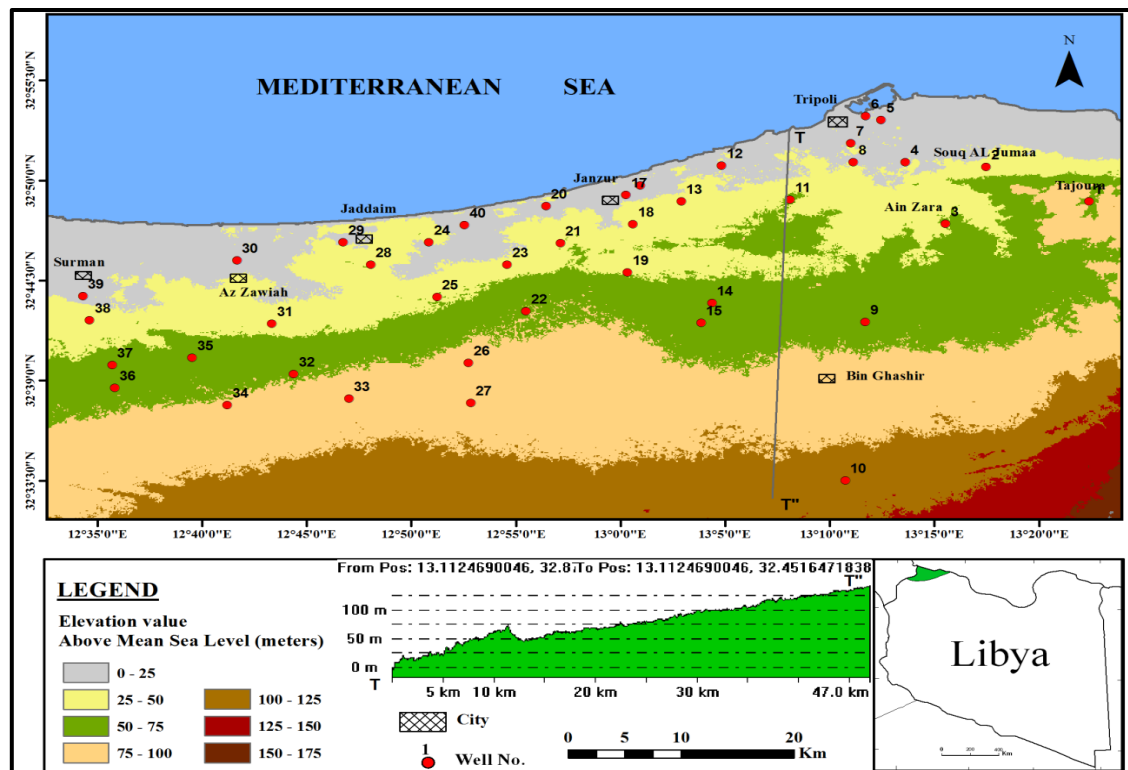 MEDITERRANEAN SEA
N
32°55'30"N
32°50'0"N
32°44'30"N
32°39'0"N
32°33'30"N
Tripoli
6
5
T
7
8
4
Souq AL Jumaa
2
12
Janzur
17
13
11
1
Tajoura
20
18
Ain Zara
3
Jaddaim
40
29
24
21
28
23
19
30
Surman
39
Az Zawiah
25
14
15
22
9
38
31
37
35
26
36
32
Bin Ghashir
34
33
27
10
T"
12°35'0"E
12°40'0"E
12°45'0"E
12°50'0"E
12°55'0"E
13°0'0"E
13°5'0"E
13°10'0"E
13°15'0"E
13°20'0"E
LEGEND
Elevation value
Above Mean Sea Level (meters)
0 - 25
25 - 50
50 - 75
75 - 100
100 - 125
125 - 150
150 - 175
From Pos: 13.1124690046, 32.87To Pos: 13.1124690046, 32.4516471838
T"
100 m
50 m
0 m
T
5 km
10 km
20 km
30 km
47.0 km
City
1
Well No.
0
5
10
20
Km
Libya
0
200
400
Km